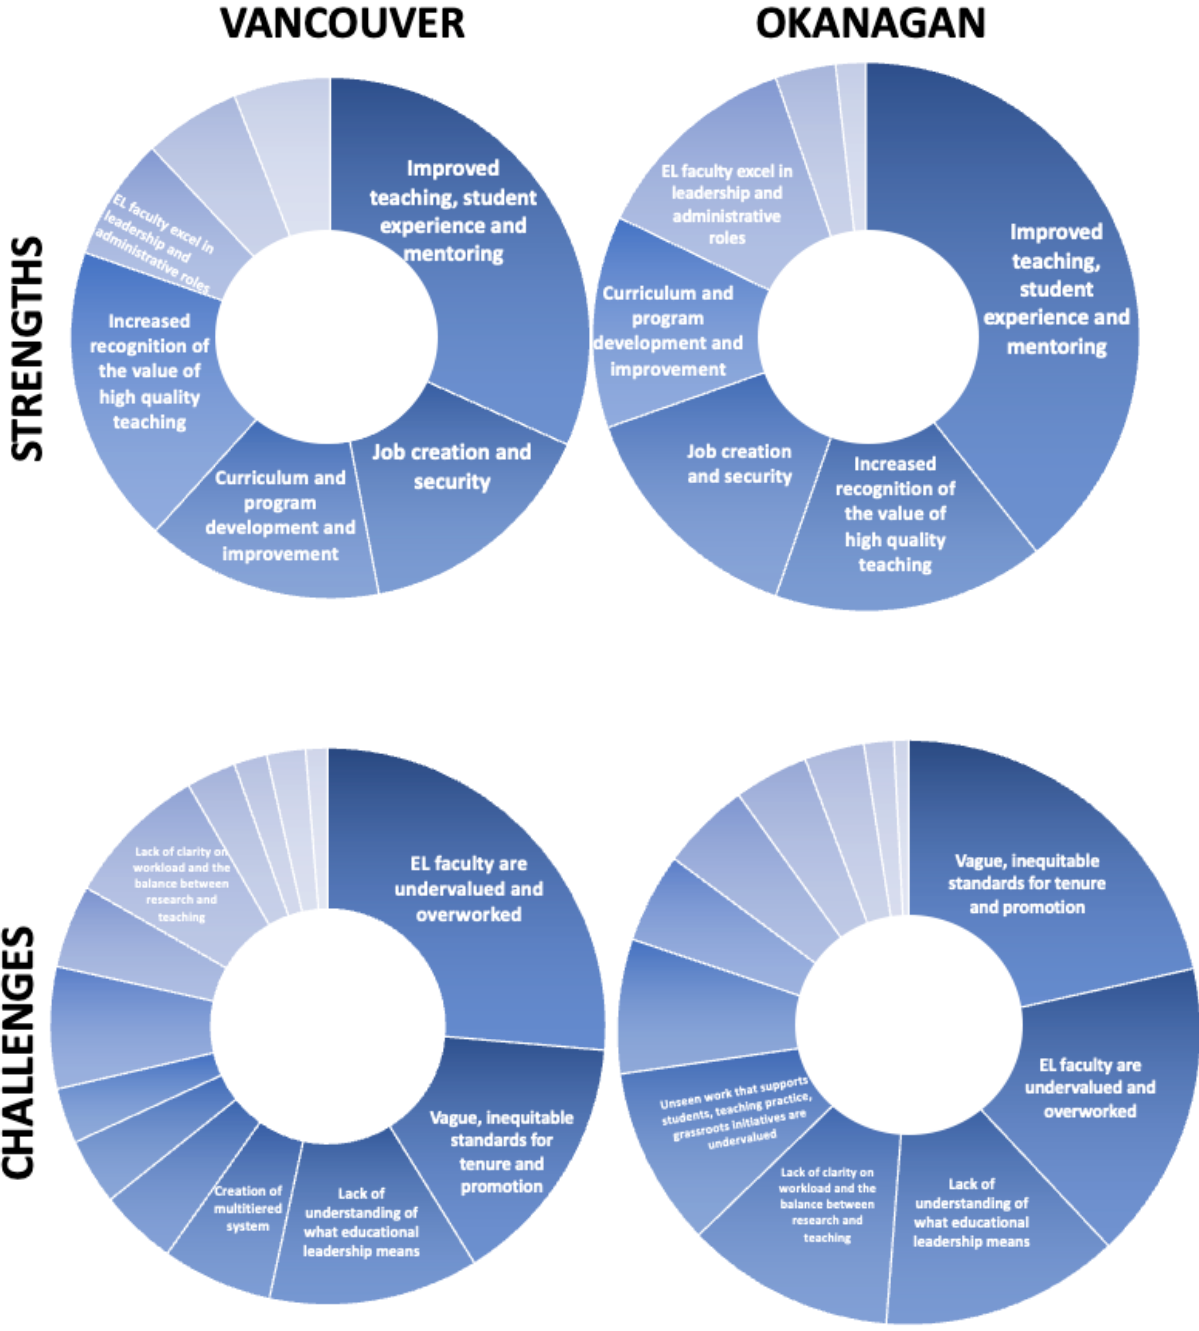 VANCOUVER
OKANAGAN
STRENGTHS
Improved
teaching, student
experience and
mentoring
Job creation and
security
Curriculum and
program
development and
improvement
Increased
recognition of
the value of
high quality
teaching
EL faculty excel in
leadership and
administrative roles
Improved
teaching,
student
experience and
mentoring
Increased
recognition of
the value of
high quality
teaching
Job creation
and security
Curriculum and
program
development and
improvement
EL faculty excel in
leadership and
administrative
roles
CHALLENGES
EL faculty are
undervalued and
overworked
Vague, inequitable
standards for
tenure and
promotion
Lack of
understanding of
what educational
leadership means
Creation of
multitiered
system
Lack of clarity on
workload and the
balance between
research and
teaching
Vague, inequitable
standards for tenure
and promotion
EL faculty are
undervalued and
overworked
Lack of
understanding of
what educational
leadership means
Lack of clarity on
workload and the
balance between
research and
teaching
Unseen work that supports
students, teaching practice,
grassroots initiatives are
undervalued